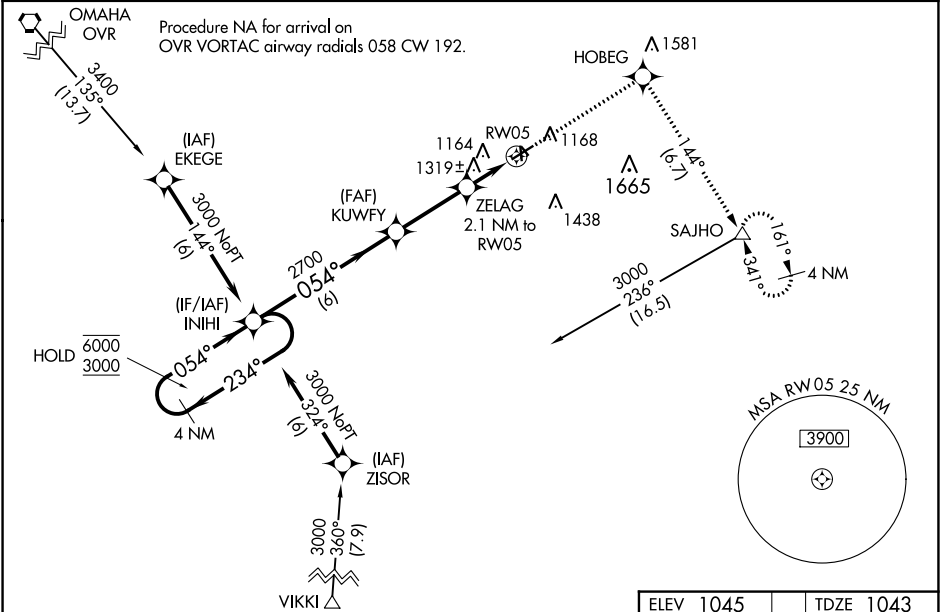 OMAHA
OVR
Procedure NA for arrival on
OVR VORTAC airway radials 058 CW 192.
3400
135°
(13.7)
(IAF)
EKEGE
3000 NoPT
144°
(6)
HOBEG
1581
1164
RW05
1168
1319±
1665
144°
(6.7)
(FAF)
KUWFY
ZELAG
2.1 NM to
RW05
1438
SAJHO
161°
341°
4 NM
2700
054°
(6)
3000
236°
(16.5)
(IF/IAF)
INIHI
HOLD
6000
3000
054°
234°
4 NM
3000 NoPT
324°
(6)
(IAF)
ZISOR
3000
360°
(7.9)
VIKKI
MSA RW05 25 NM
3900
ELEV 1045
TDZE 1043